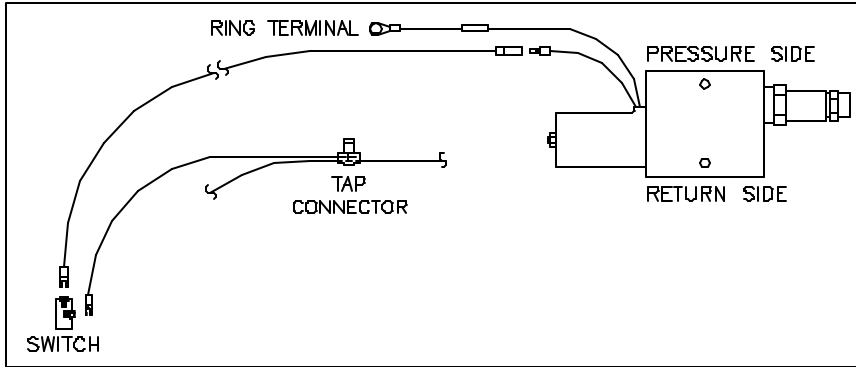 RING TERMINAL
PRESSURE SIDE
TAP
CONNECTOR
RETURN SIDE
SWITCH